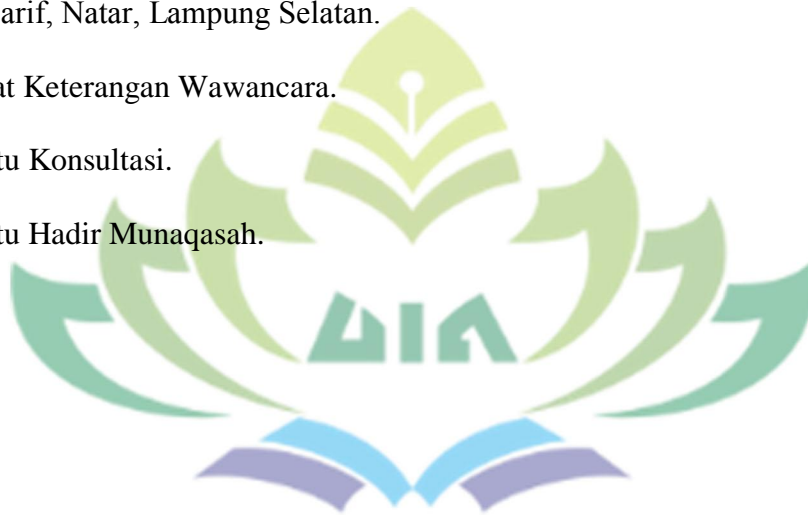 arif, Natar, Lampung Selatan.
at Keterangan Wawancara.
tu Konsultasi.
tu Hadir Munaqasah.
UIN